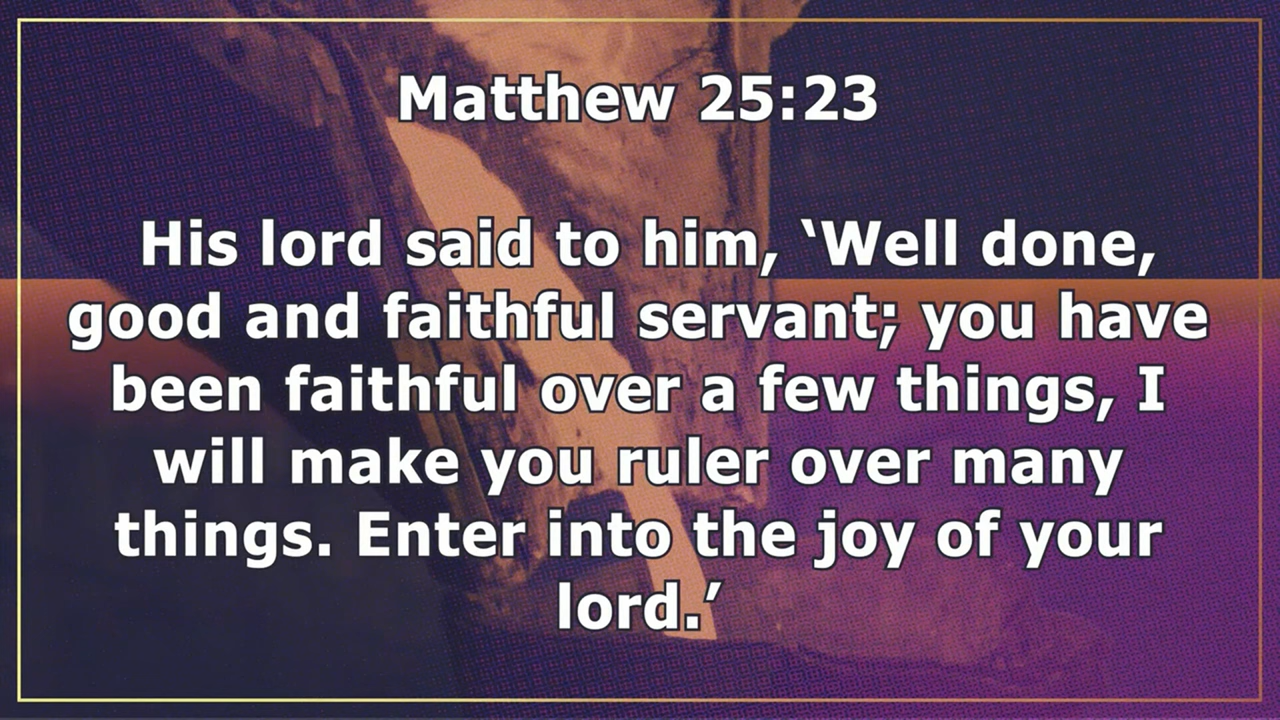 Matthew 25:23
His lord said to him, ‘Well done,
good and faithful servant; you have
been faithful over a few things, I
will make you ruler over many
things. Enter into the joy of your
lord.’